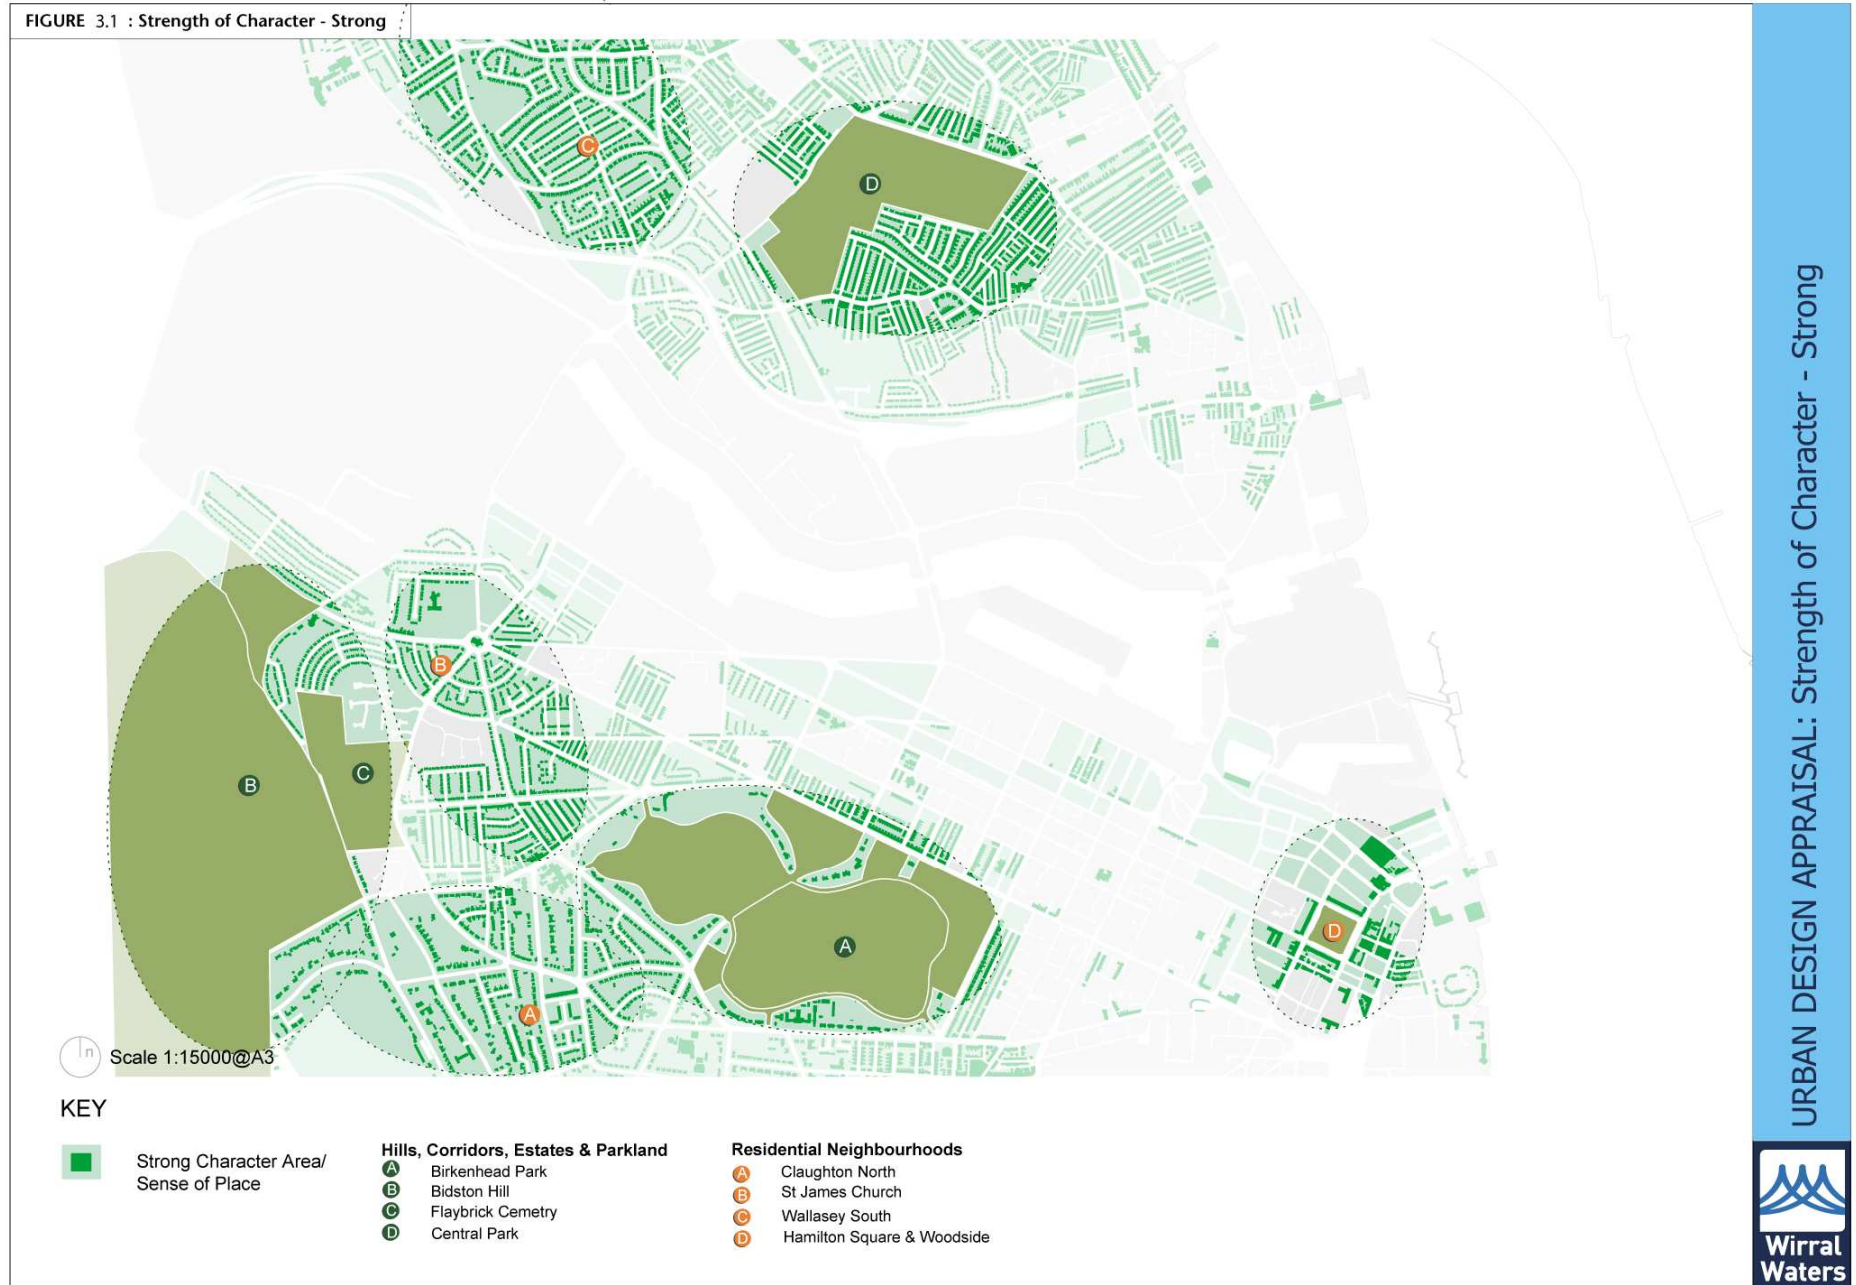 FIGURE 3.1 : Strength of Character - Strong
C
D
B
B
C
A
A
D
n
Scale 1:15000@A3
KEY
Strong Character Area/
Sense of Place
Hills, Corridors, Estates & Parkland
A Birkenhead Park
B Bidston Hill
C Flaybrick Cemetry
D Central Park
Residential Neighbourhoods
A Claughton North
B St James Church
C Wallasey South
D Hamilton Square & Woodside
URBAN DESIGN APPRAISAL: Strength of Character - Strong
Wirral
Waters